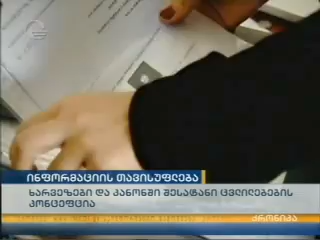 ინფორმაციის თავისუფლება
ხარვეზები და კანონში შესატანი ცვლილებების
კონცეფცია
ქრონიკა